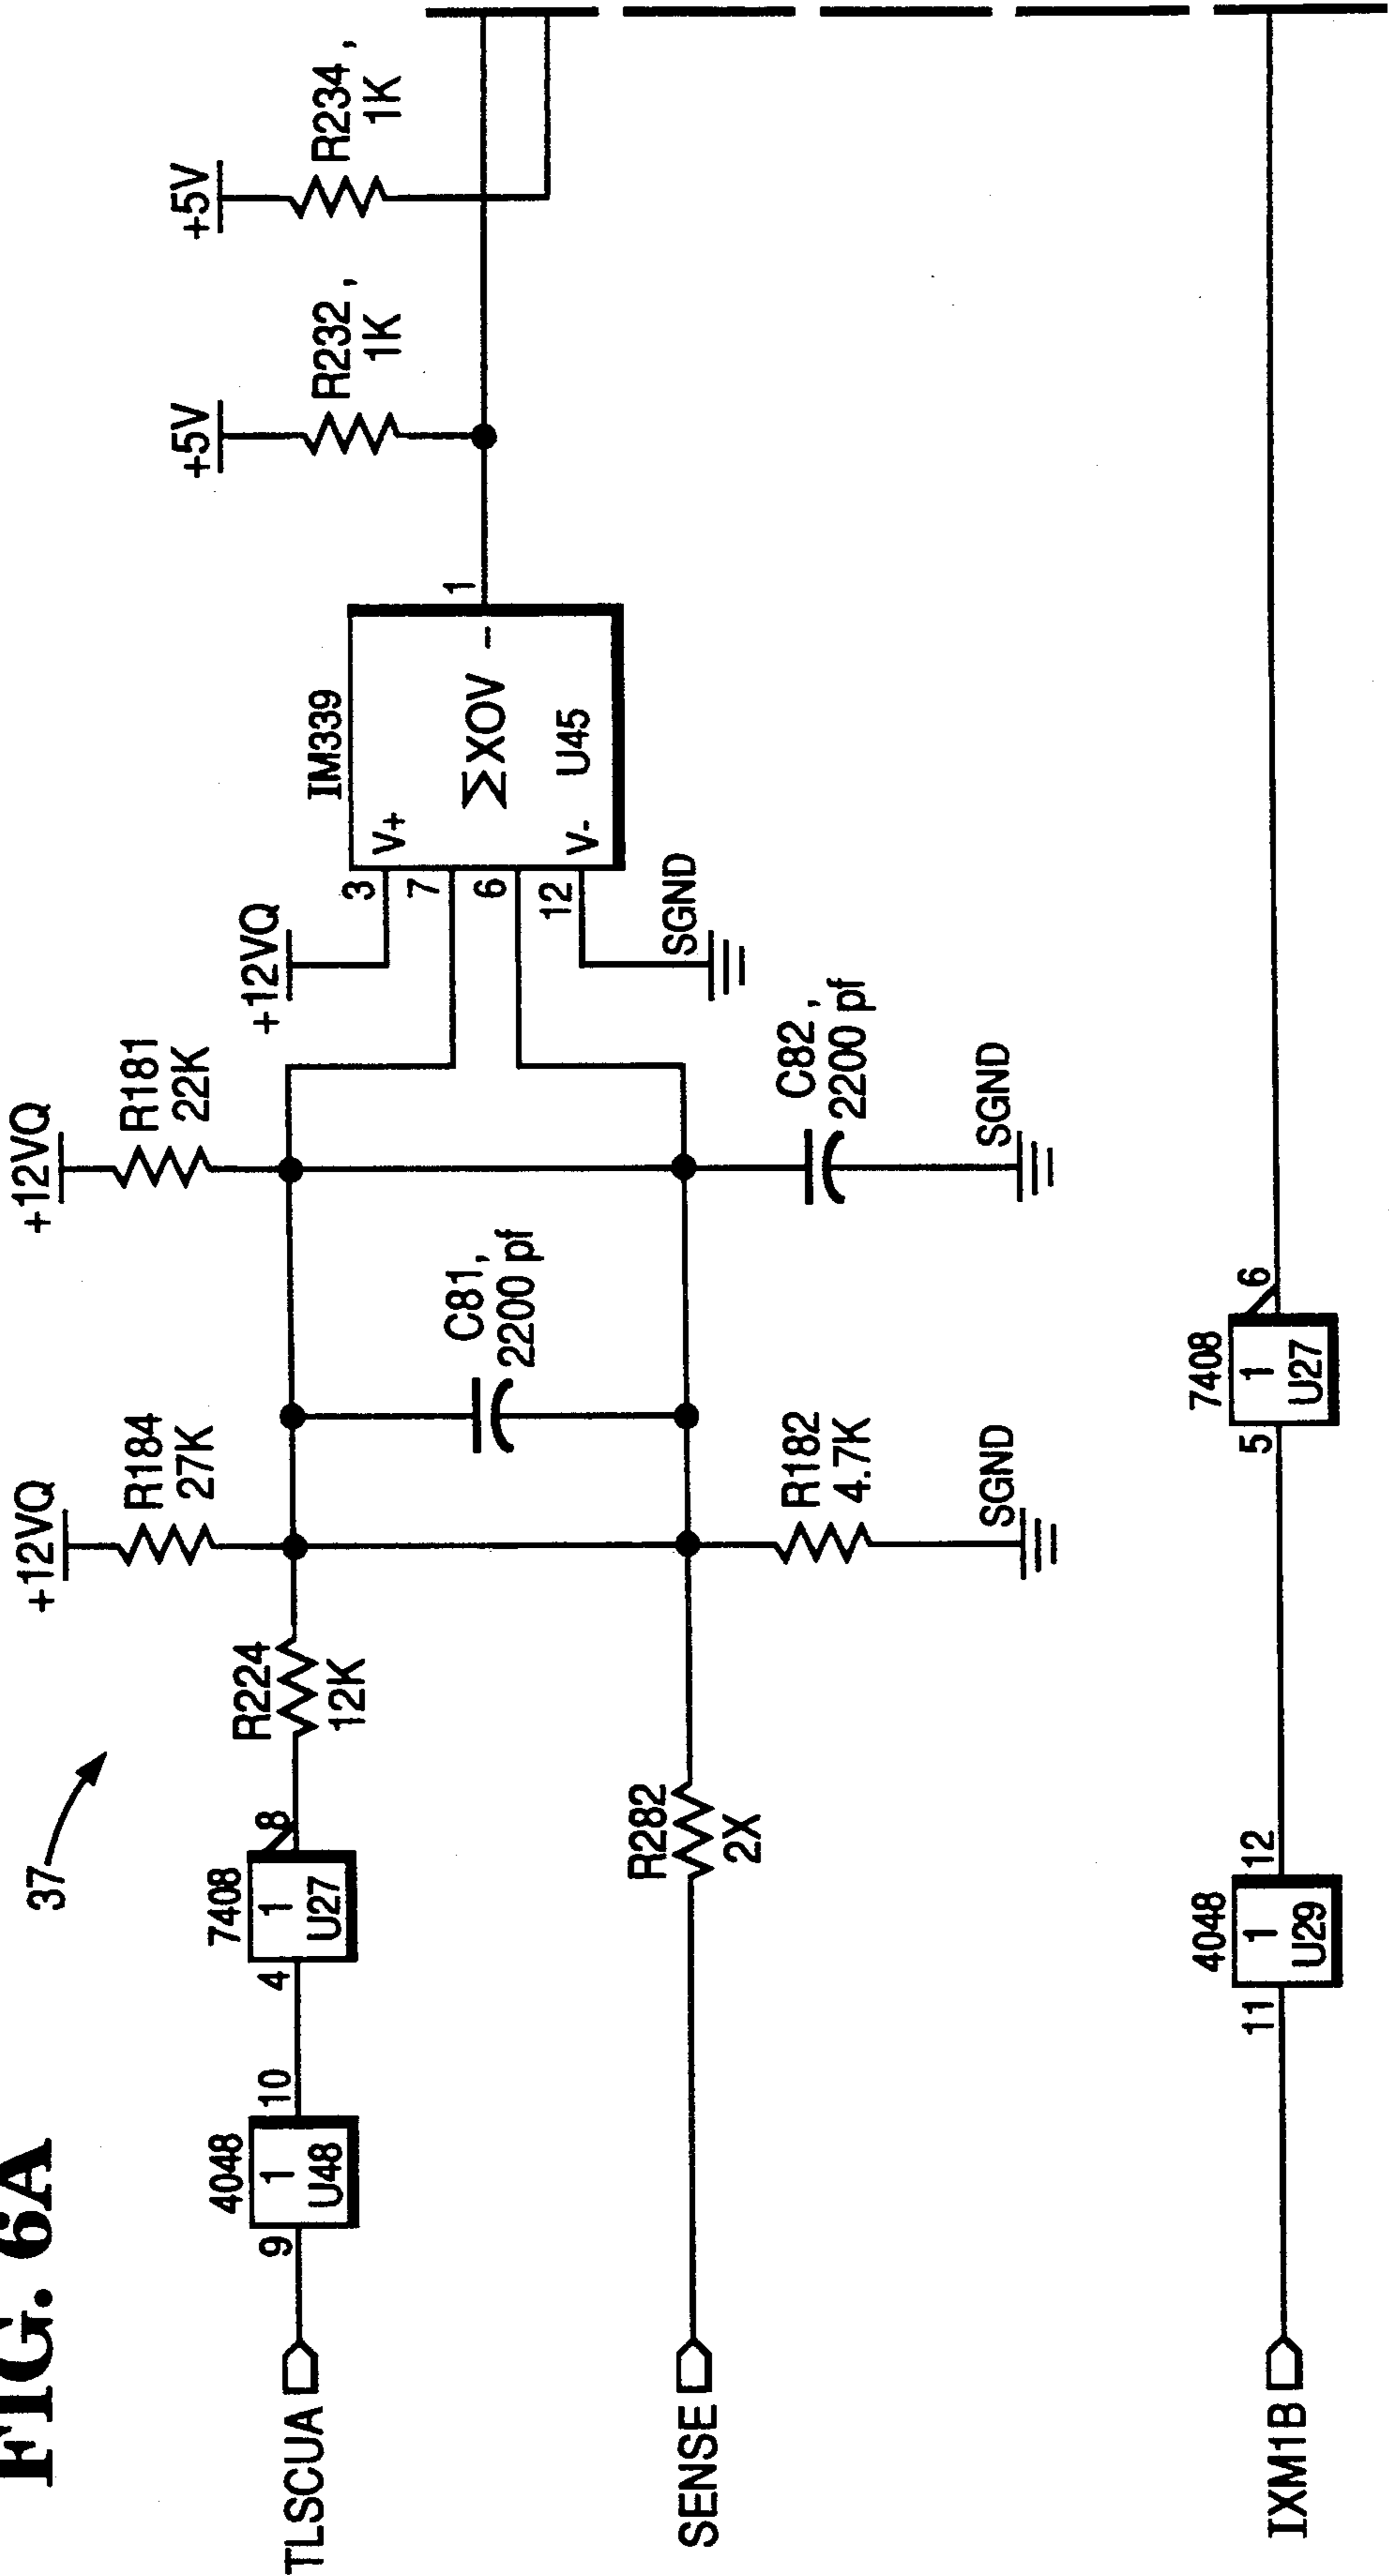 FIG. 6A
37
+12VQ
R184
27K
+12VQ
R181
22K
+5V
R232,
1K
+5V
R234,
1K
TLSCUA
9
4048
1
U48
10
4
7408
1
U27
8
R224
12K
C81,
2200 pf
+12VQ
IM339
3
V+
7
6
12
V-
ΣXOV -
U45
1
SGND
SENSE
R282
2X
R182
4.7K
SGND
C82,
2200 pf
SGND
IXM1B
11
4048
1
U29
12
5
7408
1
U27
6